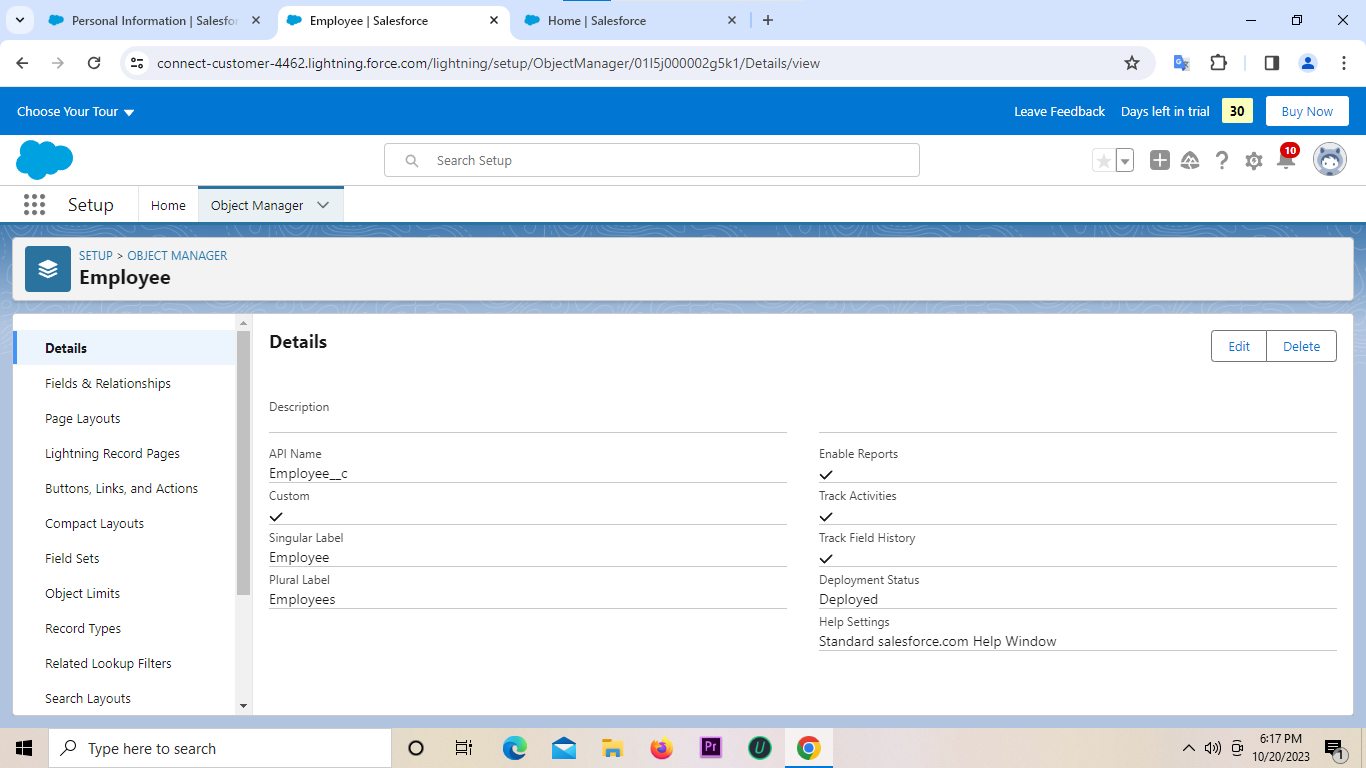 Personal Information | Salesfor
Employee | Salesforce
Home | Salesforce
connect-customer-4462.lightning.force.com/lightning/setup/ObjectManager/01I5j000002g5k1/Details/view
Choose Your Tour
Leave Feedback
Days left in trial
30
Buy Now
Search Setup
10
Setup
Home
Object Manager
SETUP > OBJECT MANAGER
Employee
Details
Fields & Relationships
Page Layouts
Lightning Record Pages
Buttons, Links, and Actions
Compact Layouts
Field Sets
Object Limits
Record Types
Related Lookup Filters
Search Layouts
Details
Edit
Delete
Description
API Name
Employee__c
Custom
Singular Label
Employee
Plural Label
Employees
Enable Reports
Track Activities
Track Field History
Deployment Status
Deployed
Help Settings
Standard salesforce.com Help Window
Type here to search
Pr
U
6:17 PM
10/20/2023
1